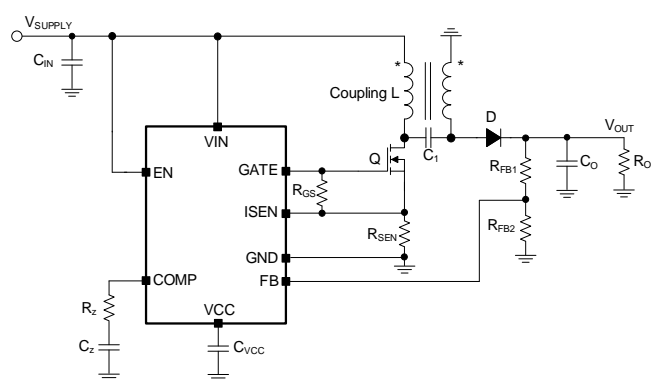 VSUPPLY
CIN
* *
Coupling L
D
VOUT
VIN
Q
C1
EN
GATE
RGS
RFB1
CO
RO
ISEN
RSEN
RFB2
GND
COMP
FB
Rz
VCC
Cz
CVCC